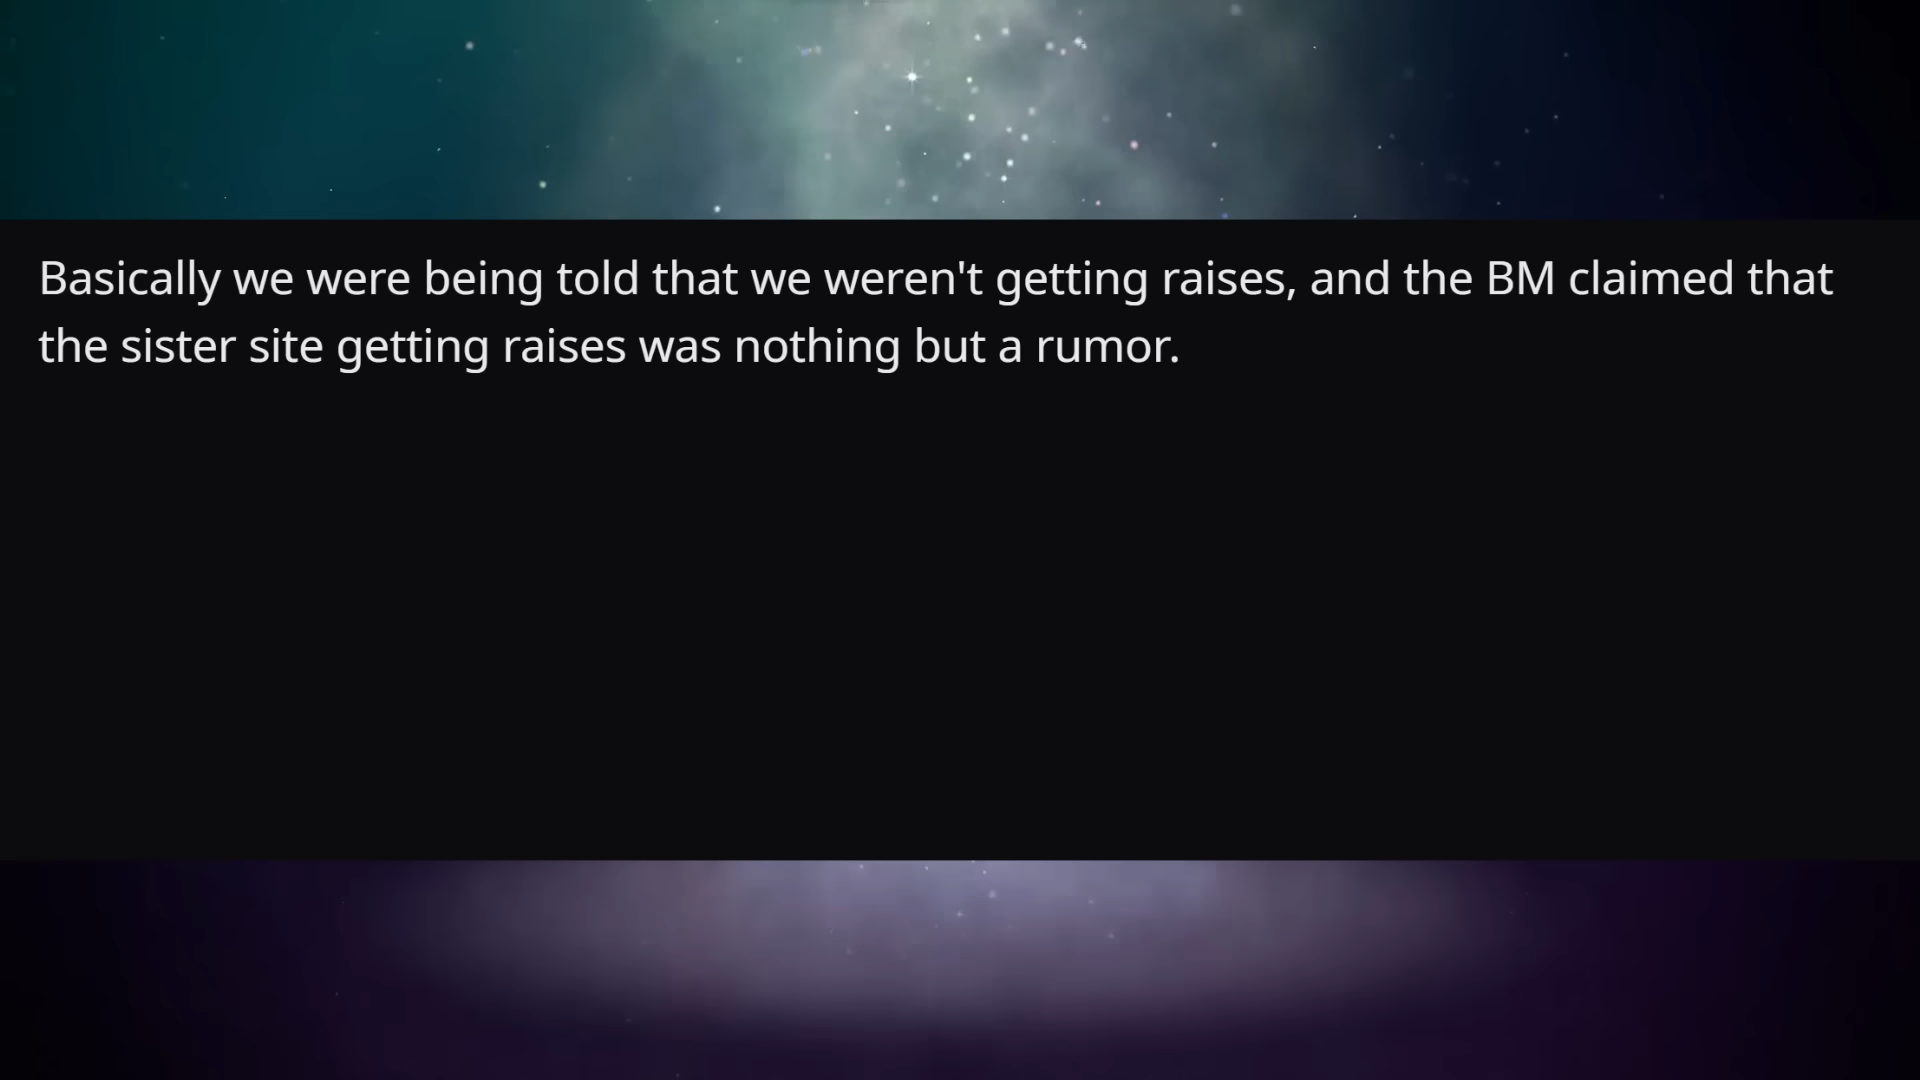 Basically we were being told that we weren't getting raises, and the BM claimed that
the sister site getting raises was nothing but a rumor.